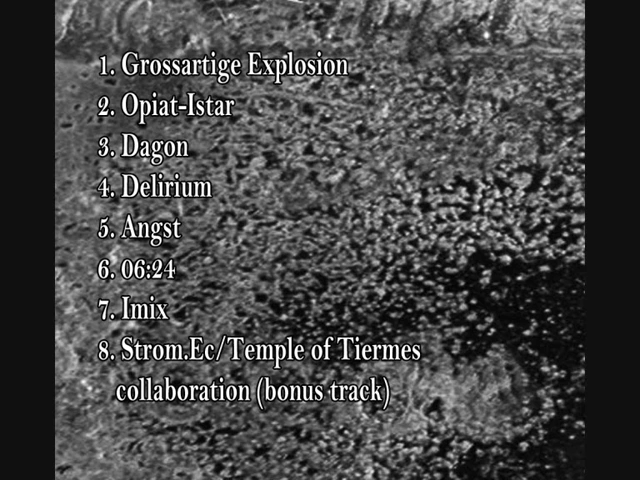 1. Grossartige Explosion
2. Opiat-Istar
3. Dagon
4. Delirium
5. Angst
6. 06:24
7. Imix
8. Strom.Ec/Temple of Tiermes
collaboration (bonus track)